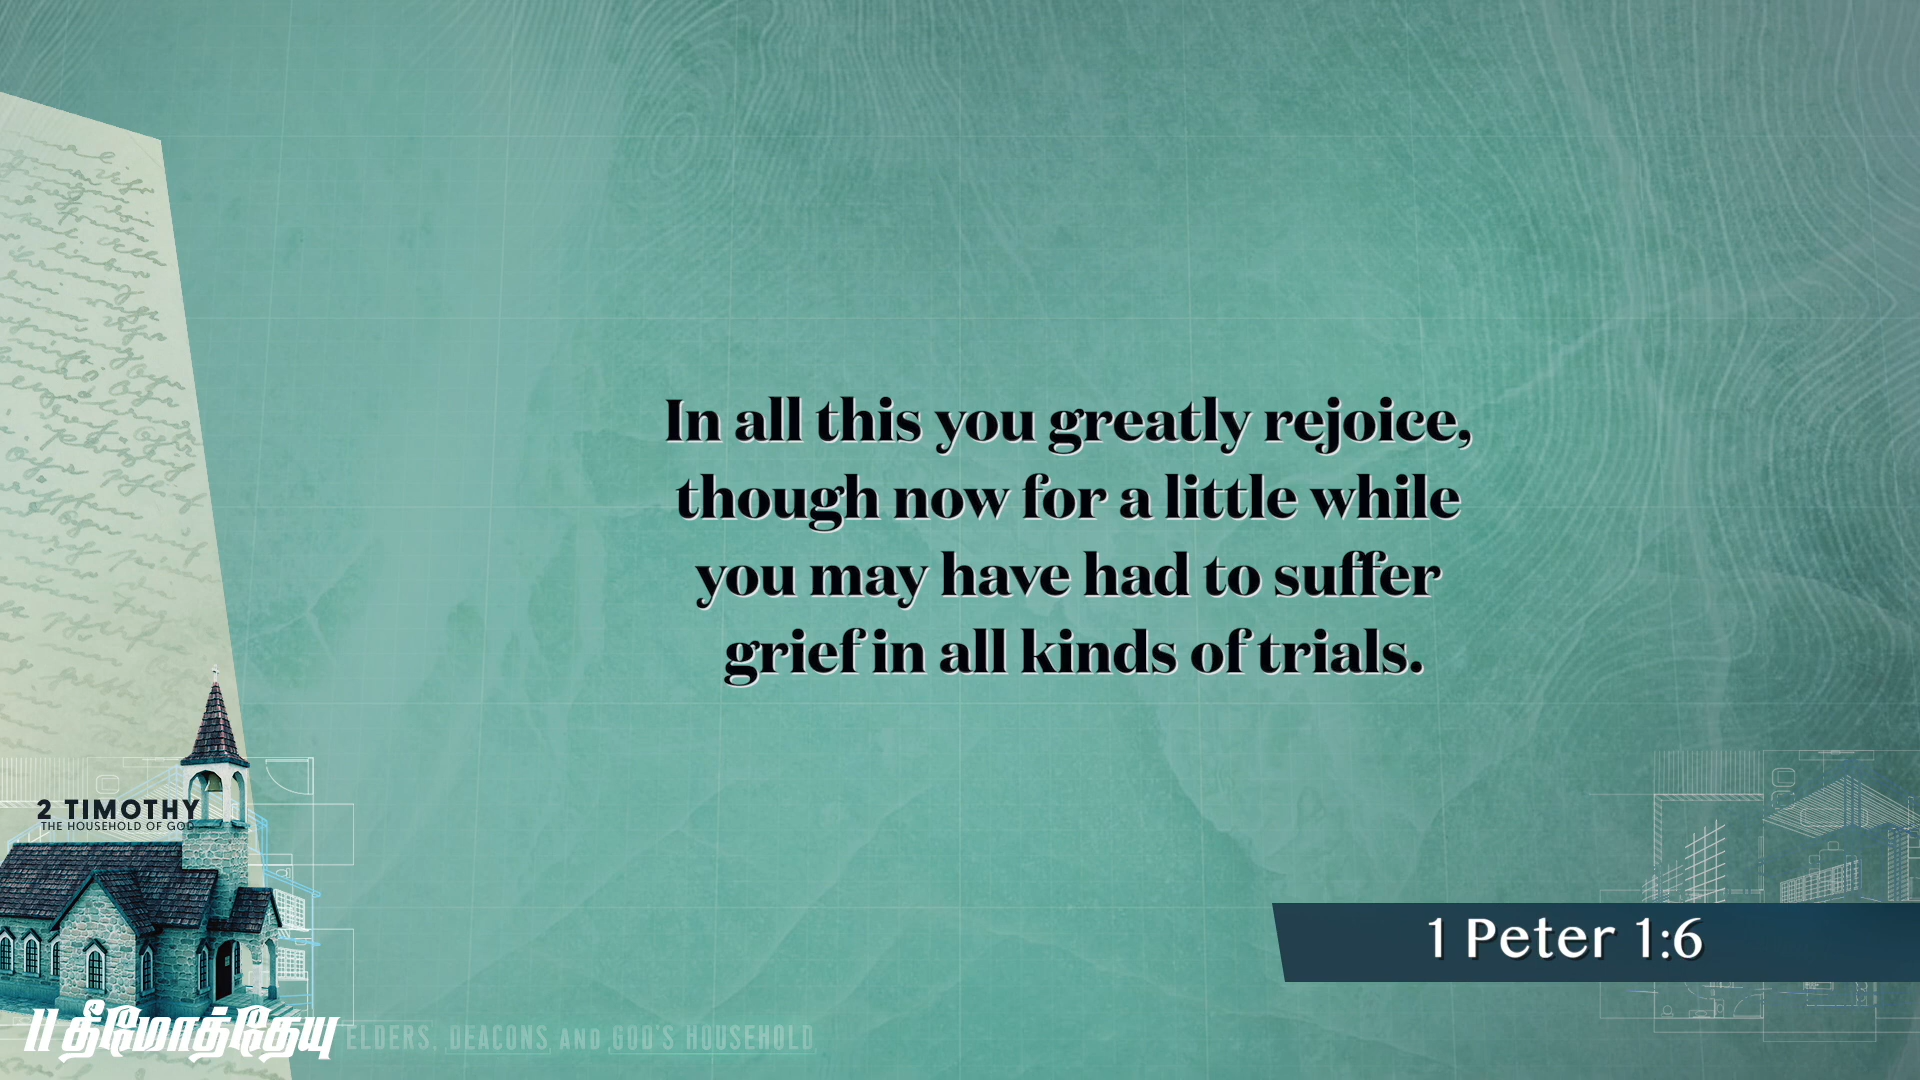 In all this you greatly rejoice,
though now for a little while
you may have had to suffer
grief in all kinds of trials.
2 TIMOTHY
THE HOUSEHOLD OF GOD
1 Peter 1:6
II தீமோத்தேயு
ELDERS, DEACONS AND GOD'S HOUSEHOLD